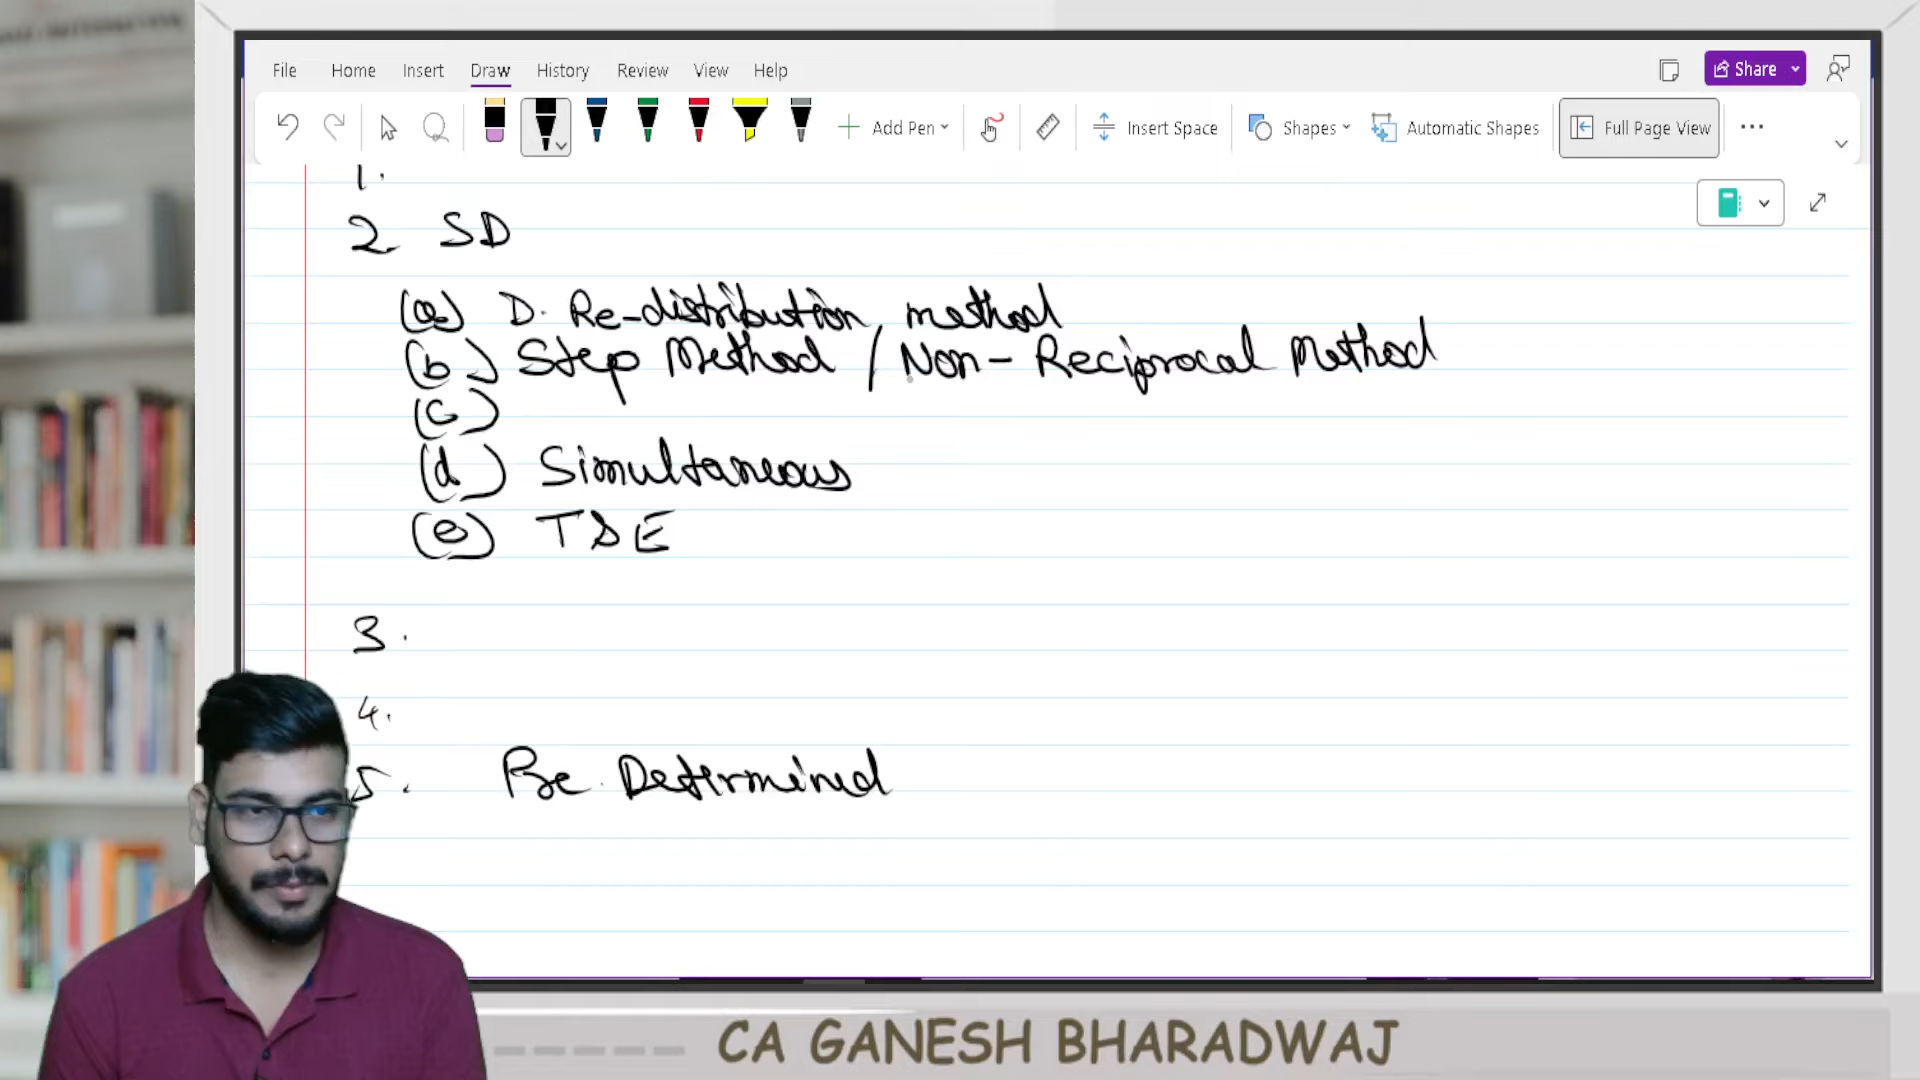 File Home Insert Draw History Review View Help Share
Add Pen Insert Space Shapes Automatic Shapes Full Page View
1.
2. SD
(a) D. Re-distribution method
(b) Step Method / Non-Reciprocal Method
(c)
(d) Simultaneous
(e) TSE
3.
4.
5. Pre Determined
CA GANESH BHARADWAJ